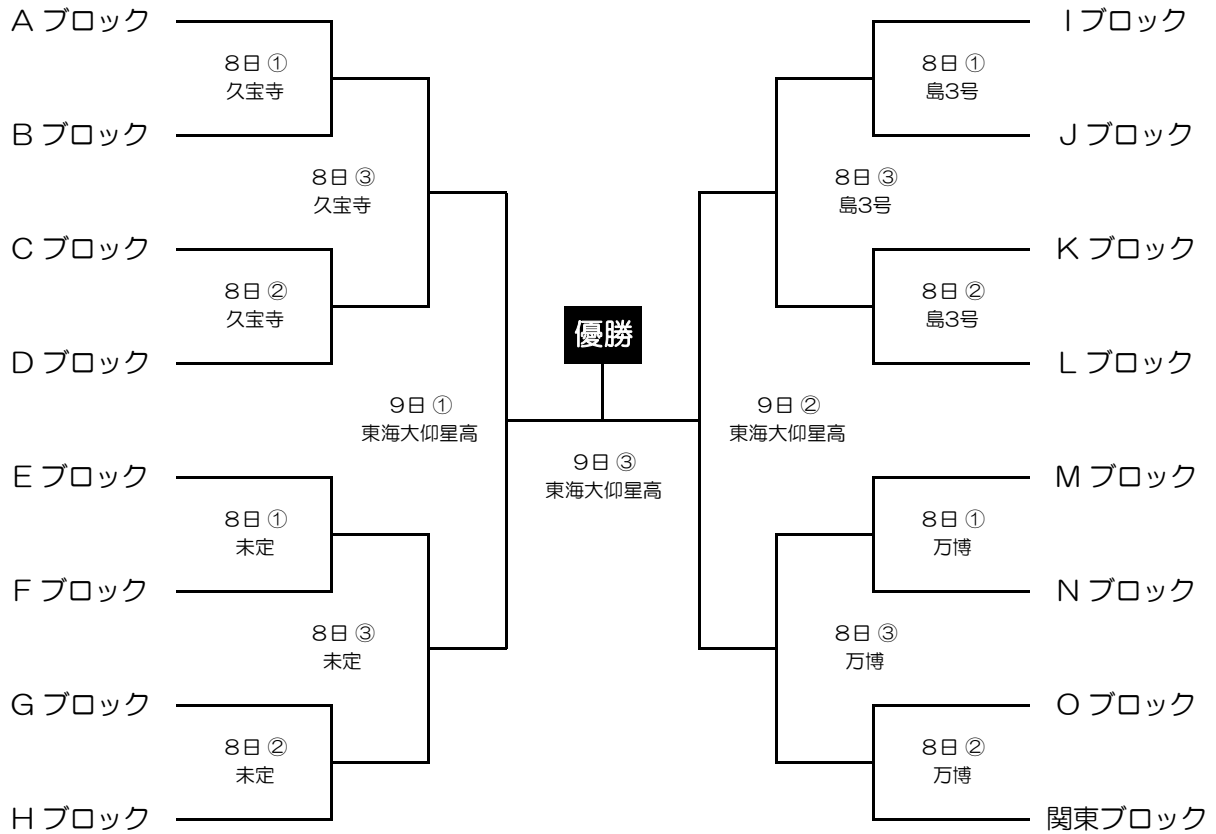 A ブロック
8日 ①
久宝寺
B ブロック
8日 ③
久宝寺
C ブロック
8日 ②
久宝寺
D ブロック
9日 ①
東海大仰星高
E ブロック
8日 ①
未定
F ブロック
8日 ③
未定
G ブロック
8日 ②
未定
H ブロック
優勝
9日 ③
東海大仰星高
I ブロック
8日 ①
島3号
J ブロック
8日 ③
島3号
K ブロック
8日 ②
島3号
L ブロック
9日 ②
東海大仰星高
M ブロック
8日 ①
万博
N ブロック
8日 ③
万博
O ブロック
8日 ②
万博
関東ブロック